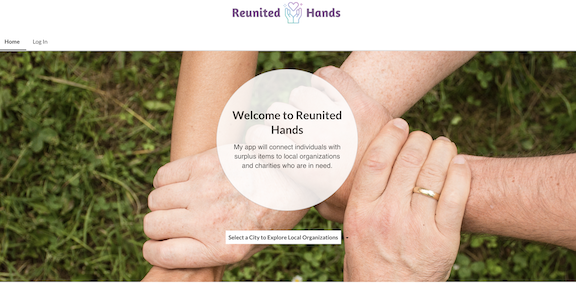 Reunited Hands
Home Log In
Welcome to Reunited
Hands
My app will connect individuals with
surplus items to local organizations
and charities who are in need.
Select a City to Explore Local Organizations